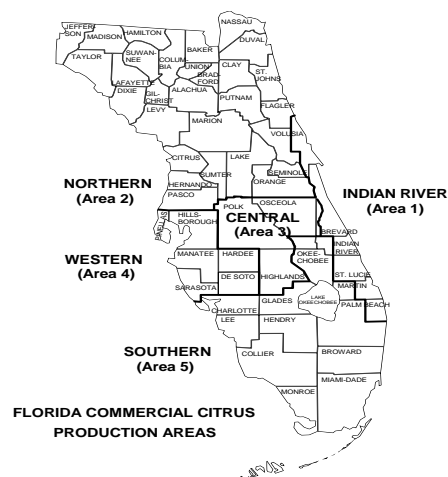 NASSAU
JEFFER-
SON
HAMILTON
MADISON
DUVAL
BAKER
TAYLOR
SUWAN-
NEE
COLUM-
BIA
UNION
BRAD-
FORD
CLAY
ST.
JOHNS
LAFAYETTE
DIXIE
GIL-
CHRIST
ALACHUA
PUTNAM
LEVY
FLAGLER
MARION
VOLUSIA
CITRUS
LAKE
SEMINOLE
SUMTER
ORANGE
HERNANDO
PASCO
NORTHERN
(Area 2)
INDIAN RIVER
(Area 1)
POLK
OSCEOLA
PINELLAS
HILLS-
BOROUGH
CENTRAL
(Area 3)
BREVARD
INDIAN
RIVER
WESTERN
(Area 4)
MANATEE
HARDEE
OKEE-
CHOBEE
ST. LUCIE
DE SOTO
HIGHLANDS
SARASOTA
MARTIN
GLADES
LAKE
OKEECHOBEE
PALM BEACH
CHARLOTTE
LEE
HENDRY
SOUTHERN
(Area 5)
COLLIER
BROWARD
MIAMI-DADE
MONROE
FLORIDA COMMERCIAL CITRUS
PRODUCTION AREAS